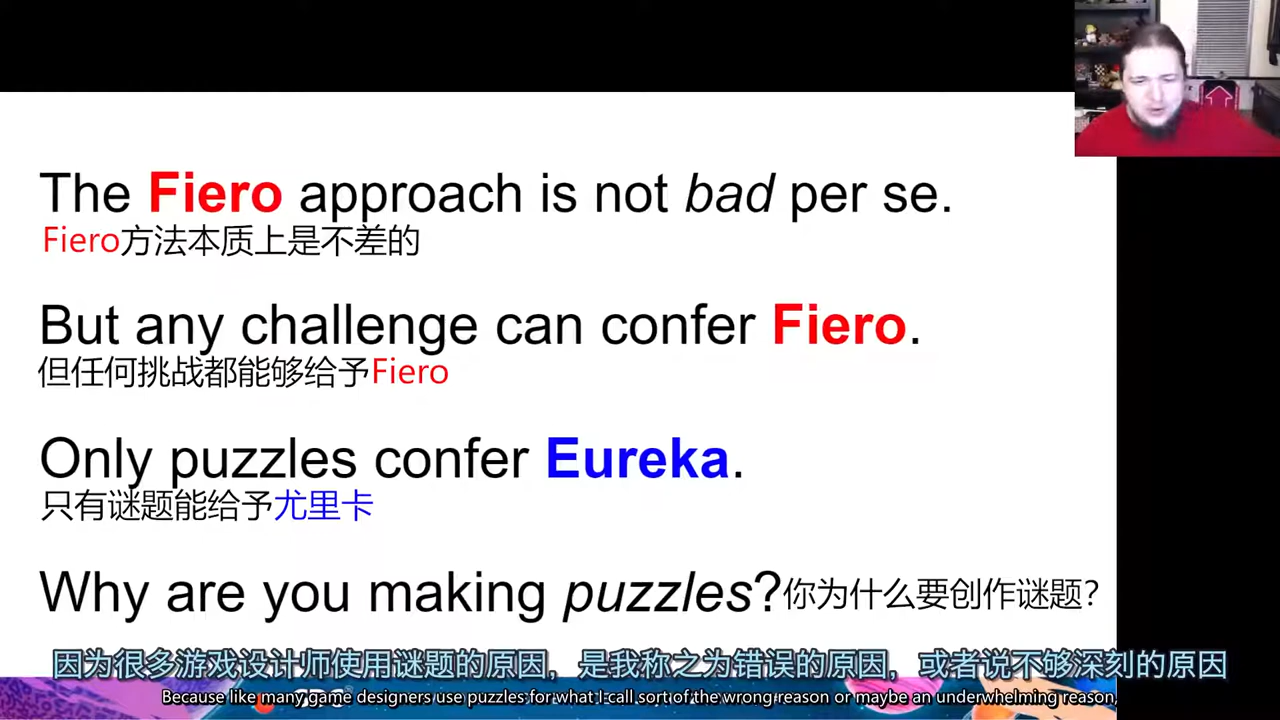 The Fiero approach is not bad per se.
Fiero方法本质上是不差的
But any challenge can confer Fiero.
但任何挑战都能够给予Fiero
Only puzzles confer Eureka.
只有谜题能给予尤里卡
Why are you making puzzles?你为什么要创作谜题?
因为很多游戏设计师使用谜题的原因，是我称之为错误的原因，或者说不够深刻的原因
Because like many game designers use puzzles for what I call sort of the wrong reason or maybe an underwhelming reason,